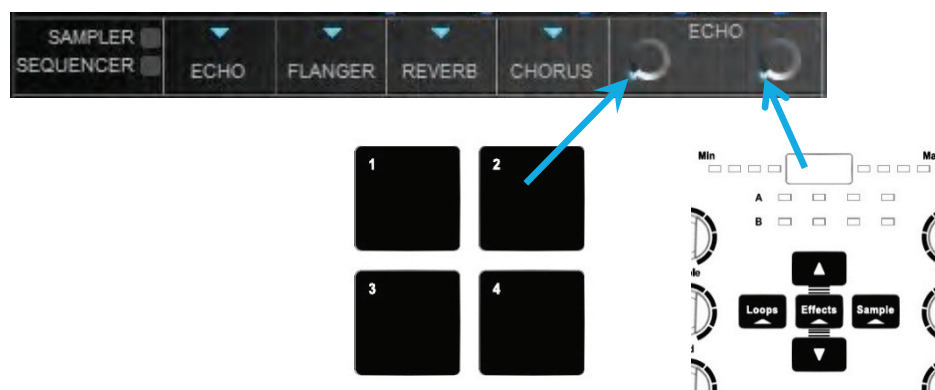 SAMPLER
SEQUENCER
ECHO FLANGER REVERB CHORUS
ECHO
1 2
3 4
Min
A
B
Loops Effects Sample